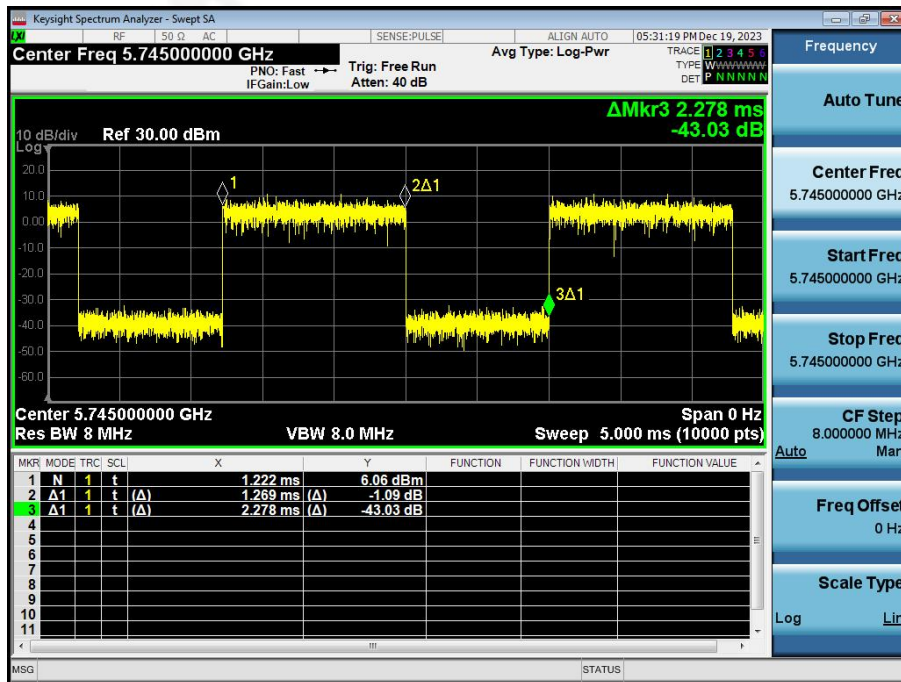 Keysight Spectrum Analyzer - Swept SA
LXI RF 50 Ω AC SENSE:PULSE ALIGN AUTO 05:31:19 PM Dec 19, 2023
Center Freq 5.745000000 GHz
PNO: Fast
IFGain:Low
Trig: Free Run
Atten: 40 dB
Avg Type: Log-Pwr
TRACE 1 2 3 4 5 6
TYPE W W W W W W
DET P N N N N N
ΔMkr3 2.278 ms
-43.03 dB
10 dB/div Ref 30.00 dBm
Log
20.0
10.0
0.00
-10.0
-20.0
-30.0
-40.0
-50.0
-60.0
1
2Δ1
3Δ1
Center 5.745000000 GHz Span 0 Hz
Res BW 8 MHz VBW 8.0 MHz Sweep 5.000 ms (10000 pts)
MKR MODE TRC SCL X Y FUNCTION FUNCTION WIDTH FUNCTION VALUE
1 N 1 t 1.222 ms 6.06 dBm
2 Δ1 1 t (Δ) 1.269 ms (Δ) -1.09 dB
3 Δ1 1 t (Δ) 2.278 ms (Δ) -43.03 dB
4
5
6
7
8
9
10
11
MSG STATUS
Frequency
Auto Tune
Center Freq
5.745000000 GHz
Start Freq
5.745000000 GHz
Stop Freq
5.745000000 GHz
CF Step
8.000000 MHz
Auto Man
Freq Offset
0 Hz
Scale Type
Log Lin